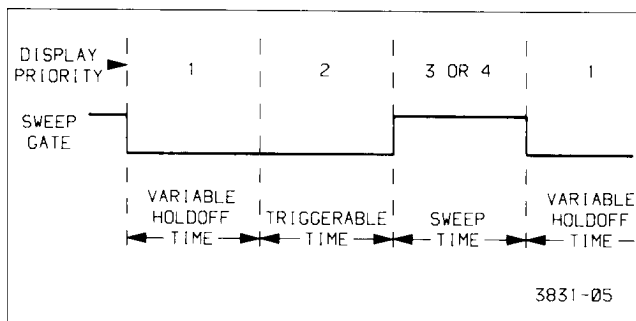 DISPLAY
PRIORITY
1 2 3 OR 4 1
SWEEP
GATE
VARIABLE HOLDOFF TIME
TRIGGERABLE TIME
SWEEP TIME
VARIABLE HOLDOFF TIME
3831-05